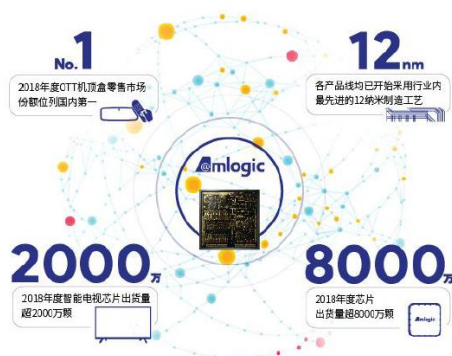 No.1
2018年度OTT机顶盒零售市场
份额位列国内第一
12nm
各产品线均已开始采用行业内
最先进的12纳米制造工艺
@mlogic
2000万
2018年度智能电视芯片出货量
超2000万颗
8000万
2018年度芯片
出货量超8000万颗
Amlogic